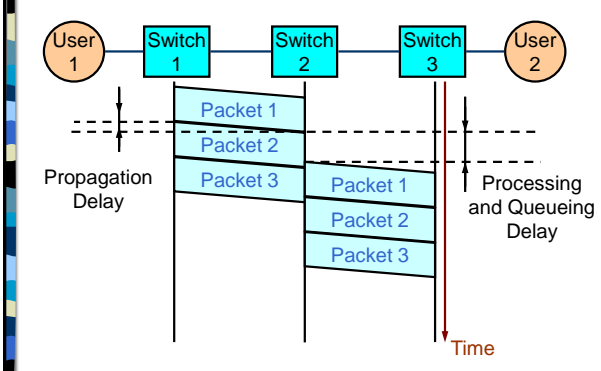 User
1
Switch
1
Switch
2
Switch
3
User
2
Packet 1
Packet 2
Packet 3
Propagation
Delay
Packet 1
Packet 2
Packet 3
Processing
and Queueing
Delay
Time